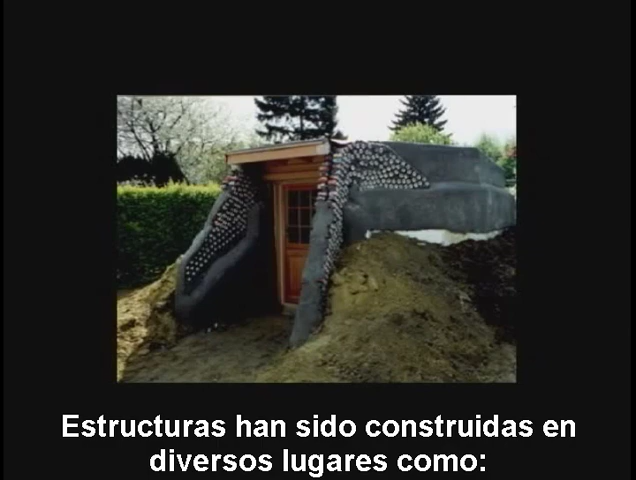 Estructuras han sido construidas en
diversos lugares como: